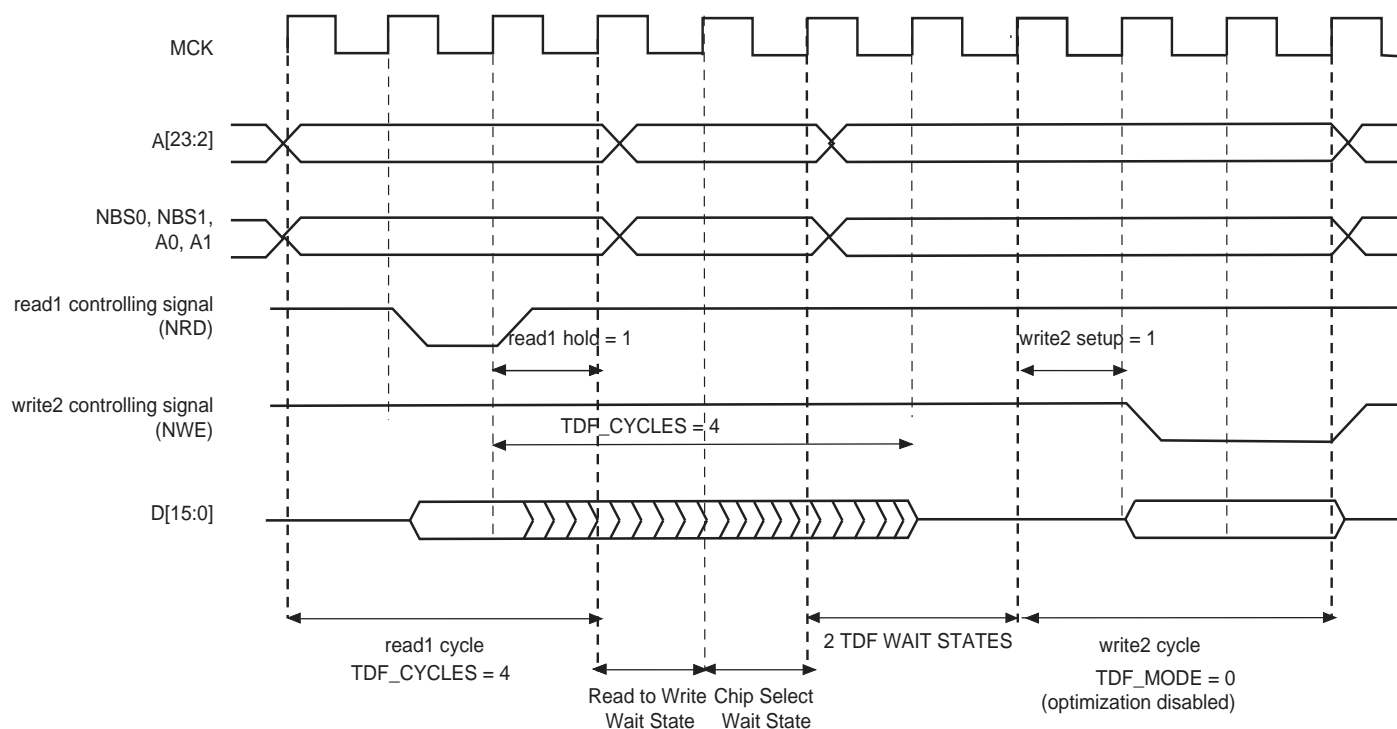 MCK
A[23:2]
NBS0, NBS1,
A0, A1
read1 controlling signal
(NRD)
read1 hold = 1
write2 setup = 1
write2 controlling signal
(NWE)
TDF_CYCLES = 4
D[15:0]
read1 cycle
TDF_CYCLES = 4
2 TDF WAIT STATES
write2 cycle
TDF_MODE = 0
(optimization disabled)
Read to Write
Wait State
Chip Select
Wait State